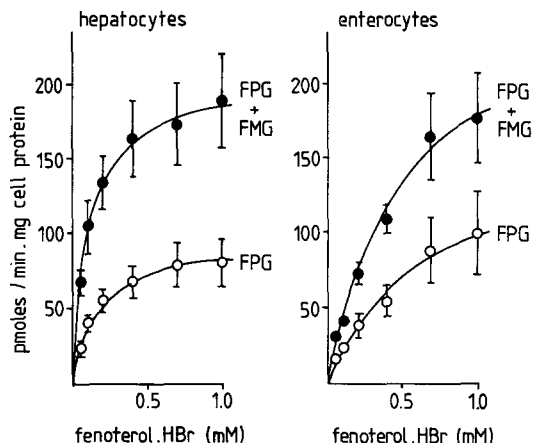 hepatocytes
enterocytes
pmoles / min. mg cell protein
200
150
100
50
FPG
+
FMG
FPG
0.5
1.0
fenoterol.HBr (mM)
200
150
100
50
FPG
+
FMG
FPG
0.5
1.0
fenoterol.HBr (mM)